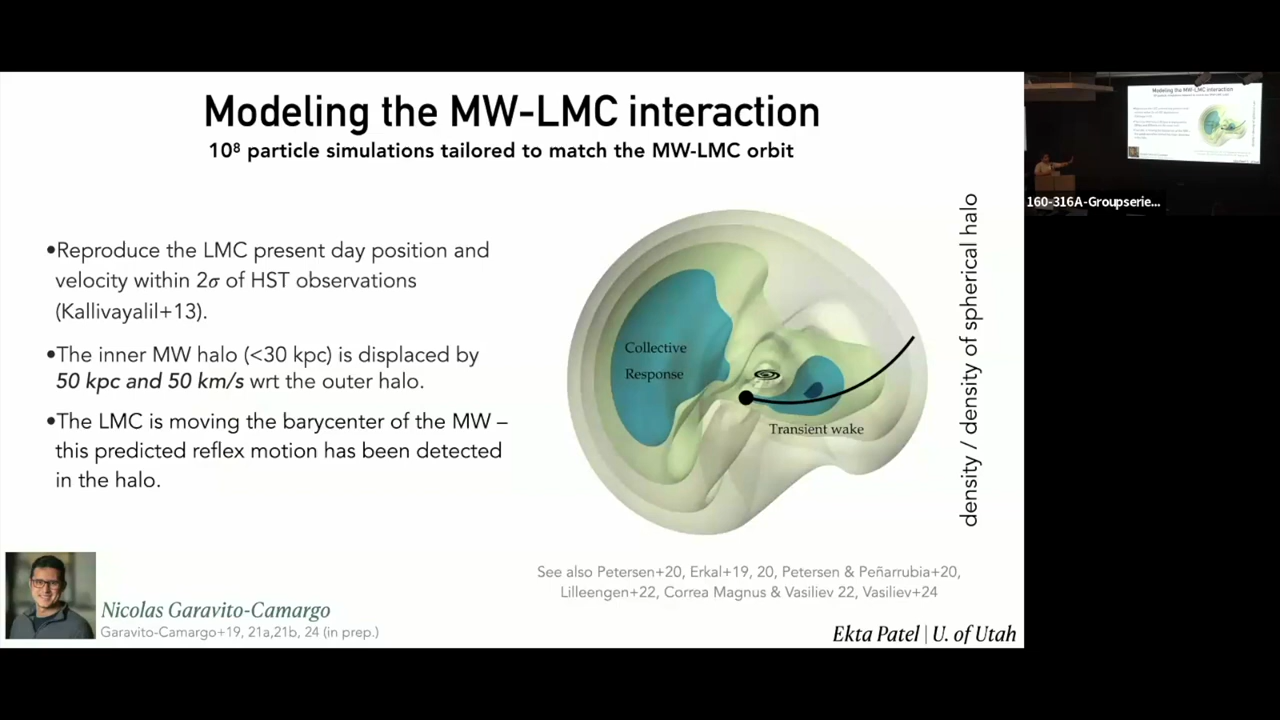 Modeling the MW-LMC interaction
10⁸ particle simulations tailored to match the MW-LMC orbit
•Reproduce the LMC present day position and
velocity within 2σ of HST observations
(Kallivayalil+13).
•The inner MW halo (<30 kpc) is displaced by
50 kpc and 50 km/s wrt the outer halo.
•The LMC is moving the barycenter of the MW –
this predicted reflex motion has been detected
in the halo.
Collective
Response
Transient wake
density / density of spherical halo
See also Petersen+20, Erkal+19, 20, Petersen & Peñarrubia+20,
Lilleengen+22, Correa Magnus & Vasiliev 22, Vasiliev+24
Nicolas Garavito-Camargo
Garavito-Camargo+19, 21a,21b, 24 (in prep.)
Ekta Patel | U. of Utah
Modeling the MW-LMC interaction
160-316A-Groupserie...